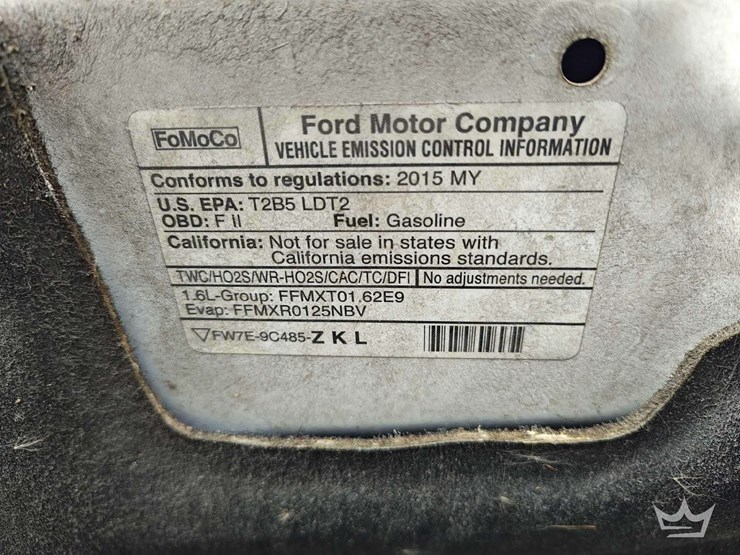 FoMoCo
Ford Motor Company
VEHICLE EMISSION CONTROL INFORMATION
Conforms to regulations: 2015 MY
U.S. EPA: T2B5 LDT2
OBD: F II Fuel: Gasoline
California: Not for sale in states with
California emissions standards.
TWC/HO2S/WR-HO2S/CAC/TC/DFI No adjustments needed.
1.6L-Group: FFMXT01.62E9
Evap: FFMXR0125NBV
FW7E-9C485-Z K L